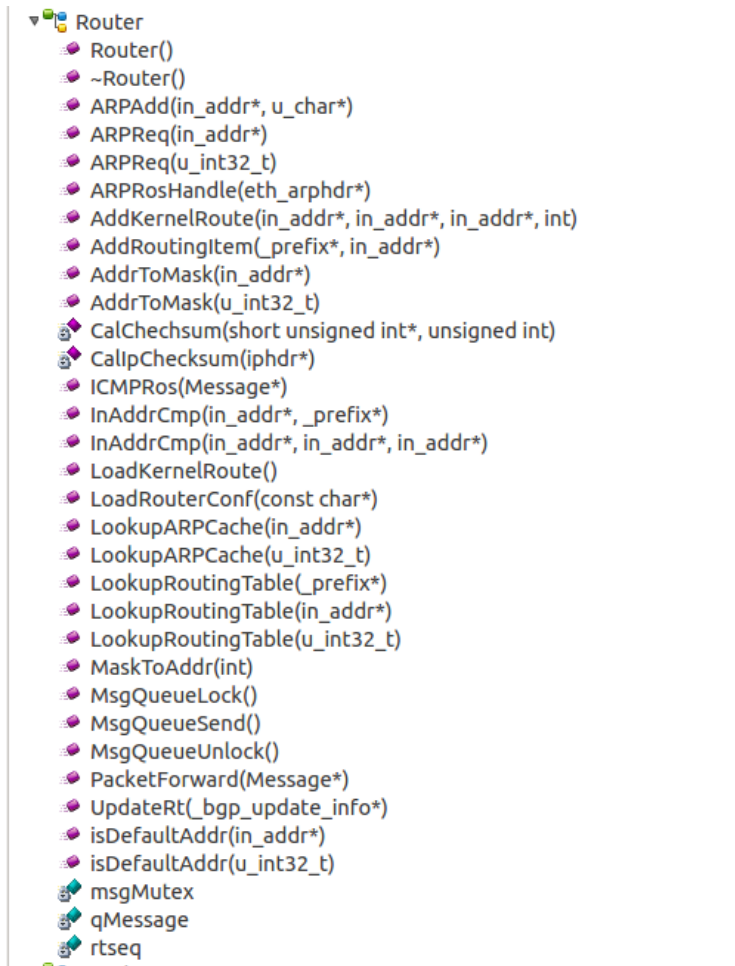 Router
Router()
~Router()
ARPAdd(in_addr*, u_char*)
ARPReq(in_addr*)
ARPReq(u_int32_t)
ARPRosHandle(eth_arphdr*)
AddKernelRoute(in_addr*, in_addr*, in_addr*, int)
AddRoutingItem(_prefix*, in_addr*)
AddrToMask(in_addr*)
AddrToMask(u_int32_t)
CalChechsum(short unsigned int*, unsigned int)
CalIpChecksum(iphdr*)
ICMPRos(Message*)
InAddrCmp(in_addr*, _prefix*)
InAddrCmp(in_addr*, in_addr*, in_addr*)
LoadKernelRoute()
LoadRouterConf(const char*)
LookupARPCache(in_addr*)
LookupARPCache(u_int32_t)
LookupRoutingTable(_prefix*)
LookupRoutingTable(in_addr*)
LookupRoutingTable(u_int32_t)
MaskToAddr(int)
MsgQueueLock()
MsgQueueSend()
MsgQueueUnlock()
PacketForward(Message*)
UpdateRt(_bgp_update_info*)
isDefaultAddr(in_addr*)
isDefaultAddr(u_int32_t)
msgMutex
qMessage
rtseq